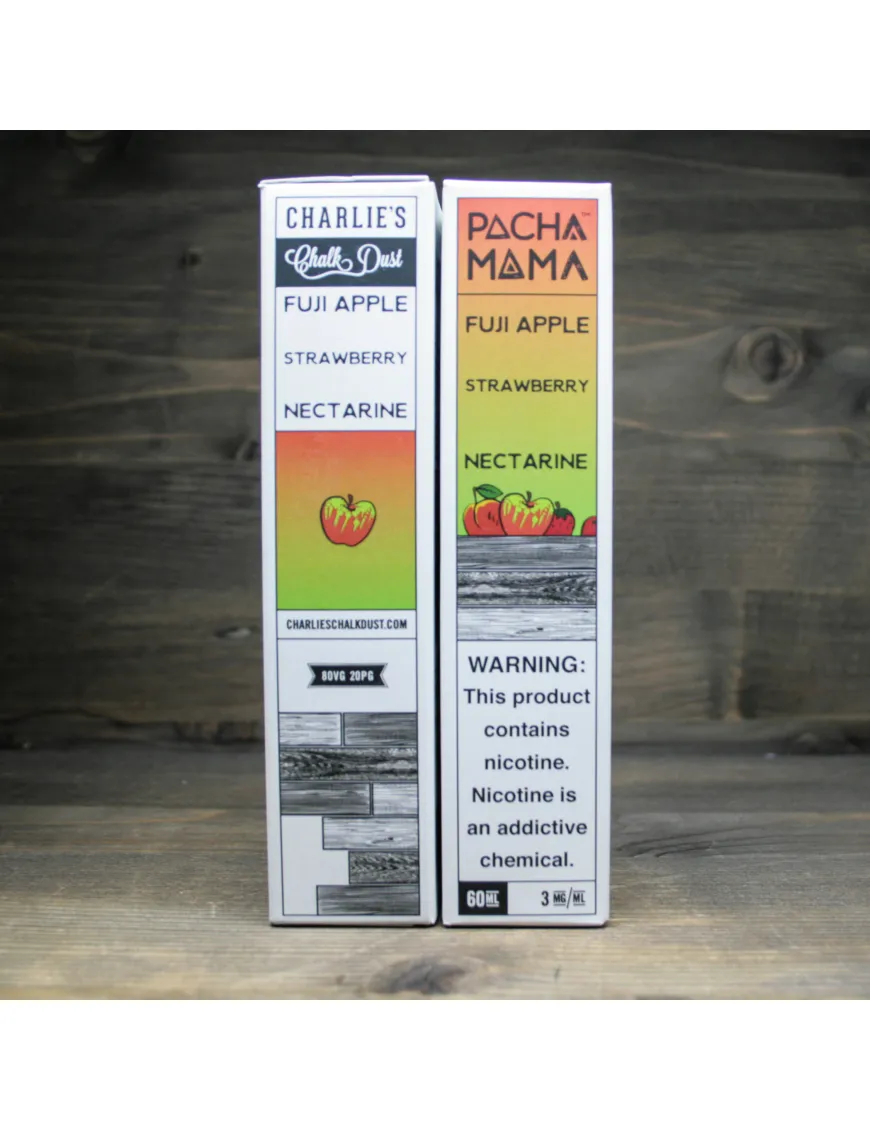 CHARLIE'S
Chalk Dust
FUJI APPLE
STRAWBERRY
NECTARINE
CHARLIESCHALKDUST.COM
80VG 20PG
PACHA™
MAMA
FUJI APPLE
STRAWBERRY
NECTARINE
WARNING:
This product
contains
nicotine.
Nicotine is
an addictive
chemical.
60ML
3 MG/ML